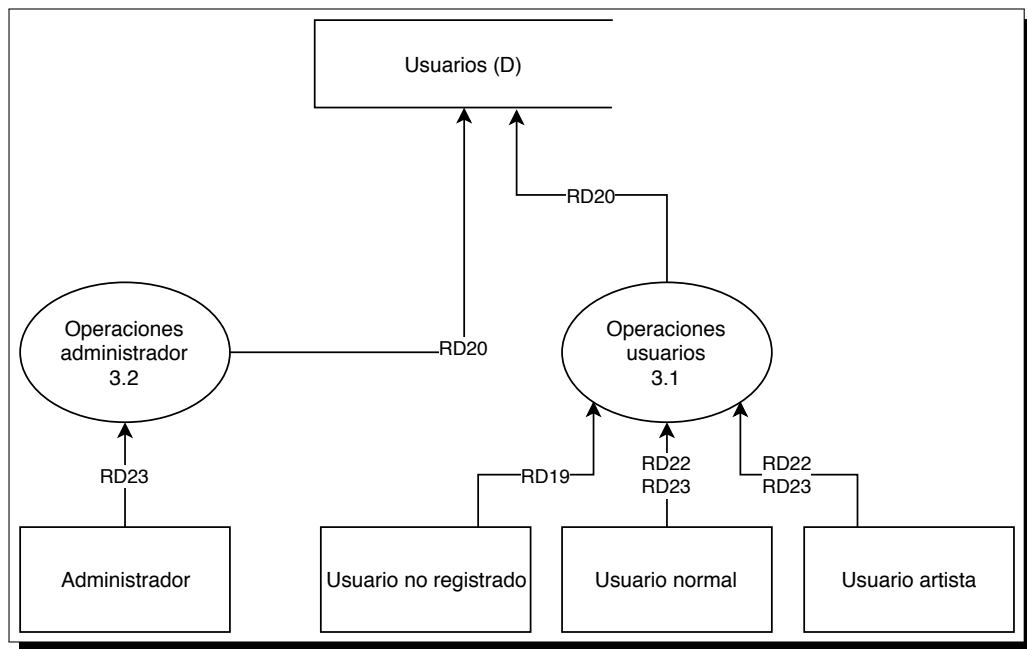 Usuarios (D)
RD20
Operaciones
administrador
3.2
RD20
Operaciones
usuarios
3.1
RD23
RD19
RD22
RD23
RD22
RD23
Administrador
Usuario no registrado
Usuario normal
Usuario artista